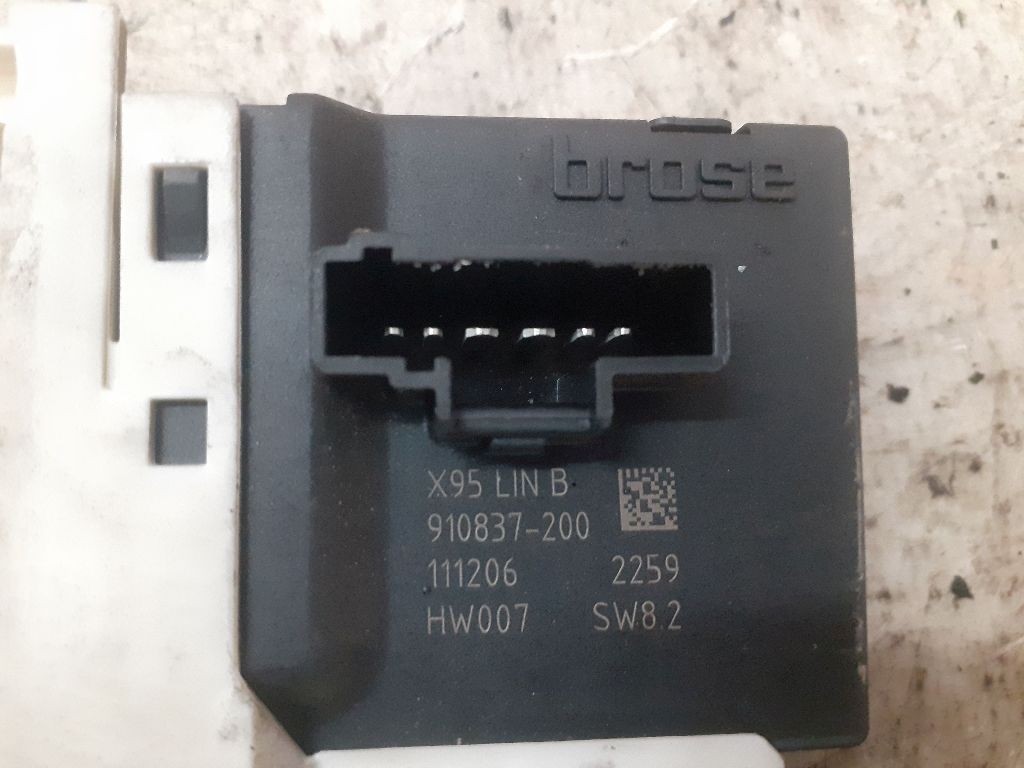 brose
X95 LIN B
910837-200
111206 2259
HW007 SW8.2